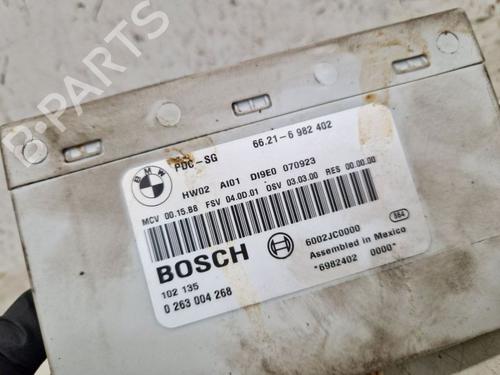 B-PARTS
BMW
PDC-SG 66.21-6 982 402
HW02 AI01 DI9E0 070923
MCV 00.15.88 FSV 04.0D.01 OSV 03.03.00 RES 00.00.00
BOSCH
6002JC0000
564
Assembled in Mexico
102 135
*6982402 0000*
0 263 004 268